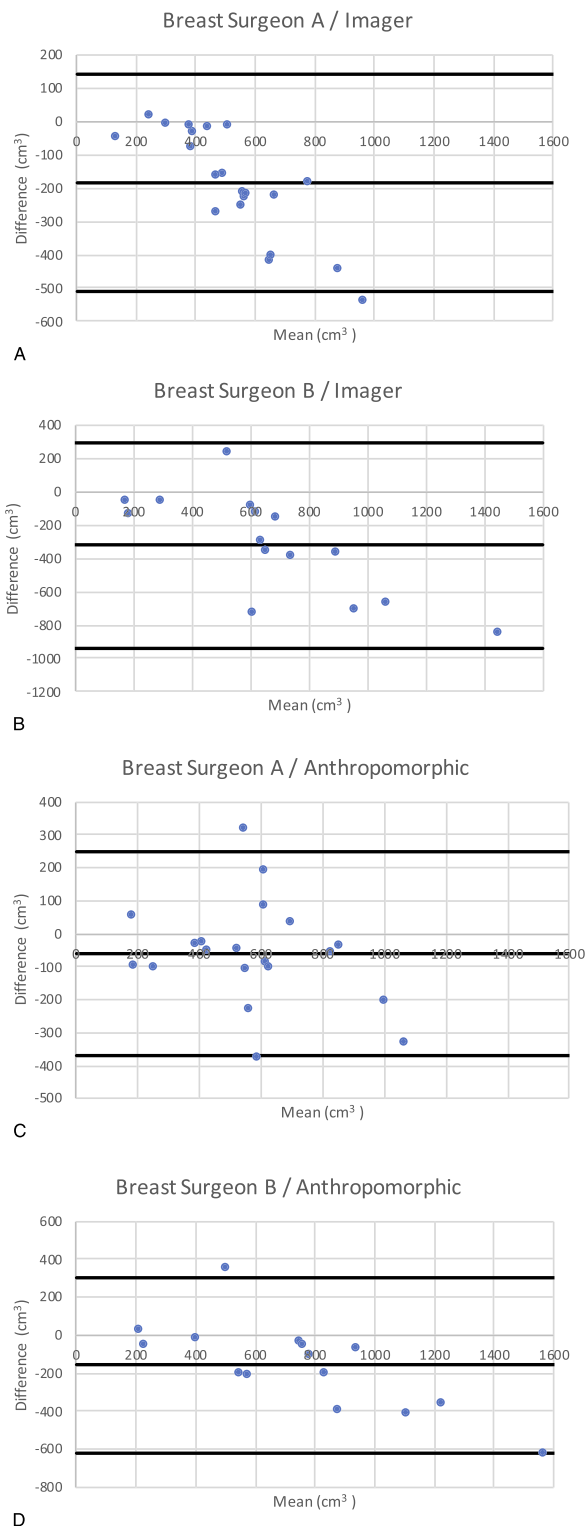 Breast Surgeon A / Imager
200
100
0
0 200 400 600 800 1000 1200 1400 1600
-100
-200
-300
-400
-500
-600
Difference (cm³)
Mean (cm³ )
A
Breast Surgeon B / Imager
400
200
0
0 200 400 600 800 1000 1200 1400 1600
-200
-400
-600
-800
-1000
-1200
Difference (cm³)
Mean (cm³ )
B
Breast Surgeon A / Anthropomorphic
400
300
200
100
0
0 200 400 600 800 1000 1200 1400 1600
-100
-200
-300
-400
-500
Difference (cm³)
Mean (cm³ )
C
Breast Surgeon B / Anthropomorphic
600
400
200
0
0 200 400 600 800 1000 1200 1400 1600
-200
-400
-600
-800
Difference (cm³)
Mean (cm³ )
D